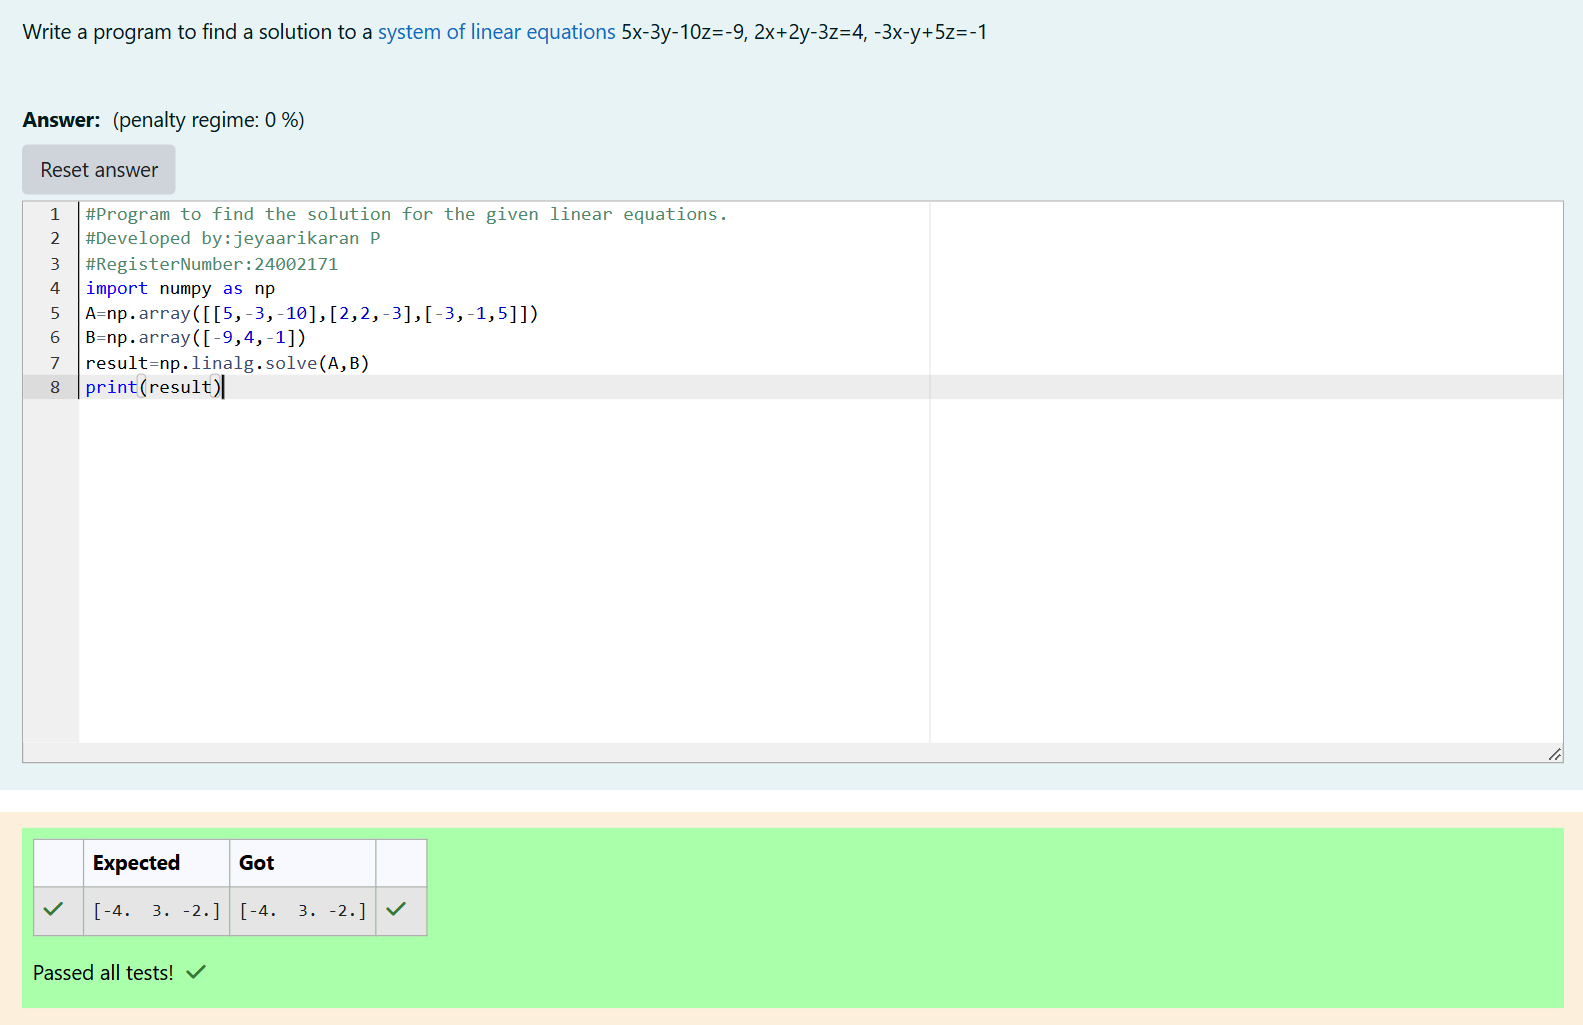 Write a program to find a solution to a system of linear equations 5x-3y-10z=-9, 2x+2y-3z=4, -3x-y+5z=-1
Answer: (penalty regime: 0 %)
Reset answer
1 #Program to find the solution for the given linear equations.
2 #Developed by:jeyaarikaran P
3 #RegisterNumber:24002171
4 import numpy as np
5 A=np.array([[5,-3,-10],[2,2,-3],[-3,-1,5]])
6 B=np.array([-9,4,-1])
7 result=np.linalg.solve(A,B)
8 print(result)
Expected Got
[-4.  3. -2.] [-4.  3. -2.]
Passed all tests!